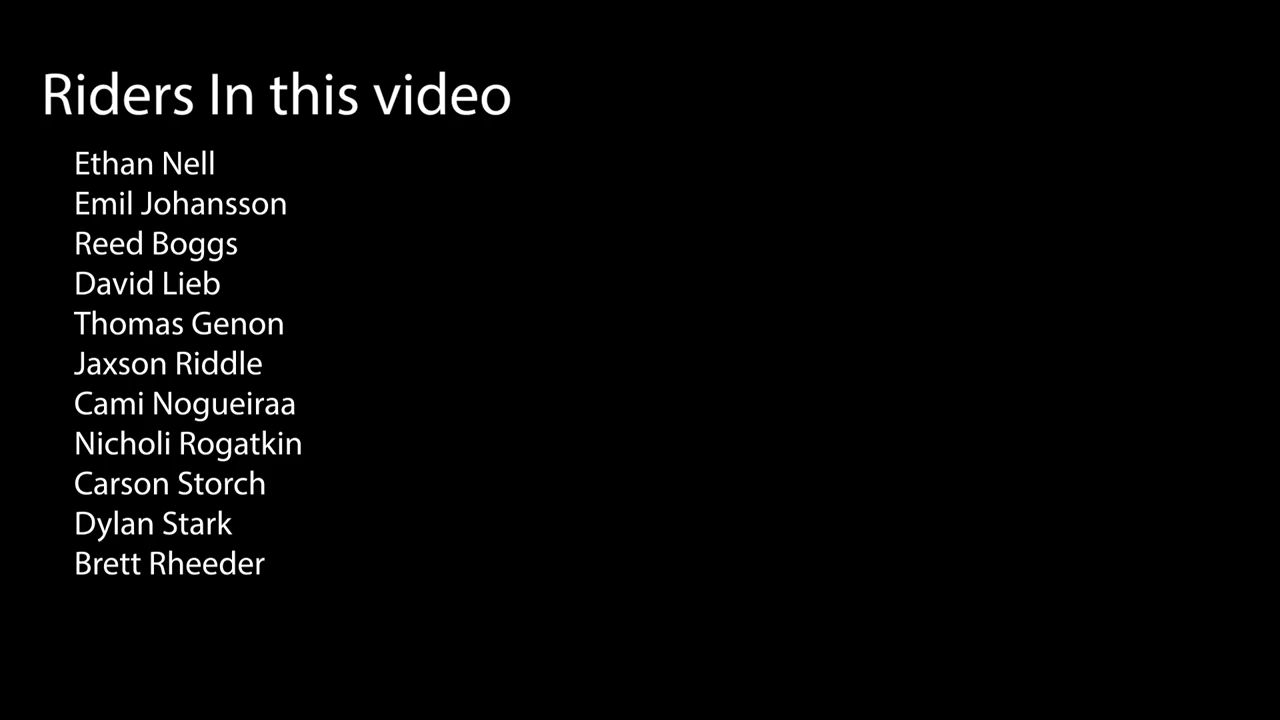 Riders In this video
Ethan Nell
Emil Johansson
Reed Boggs
David Lieb
Thomas Genon
Jaxson Riddle
Cami Nogueiraa
Nicholi Rogatkin
Carson Storch
Dylan Stark
Brett Rheeder